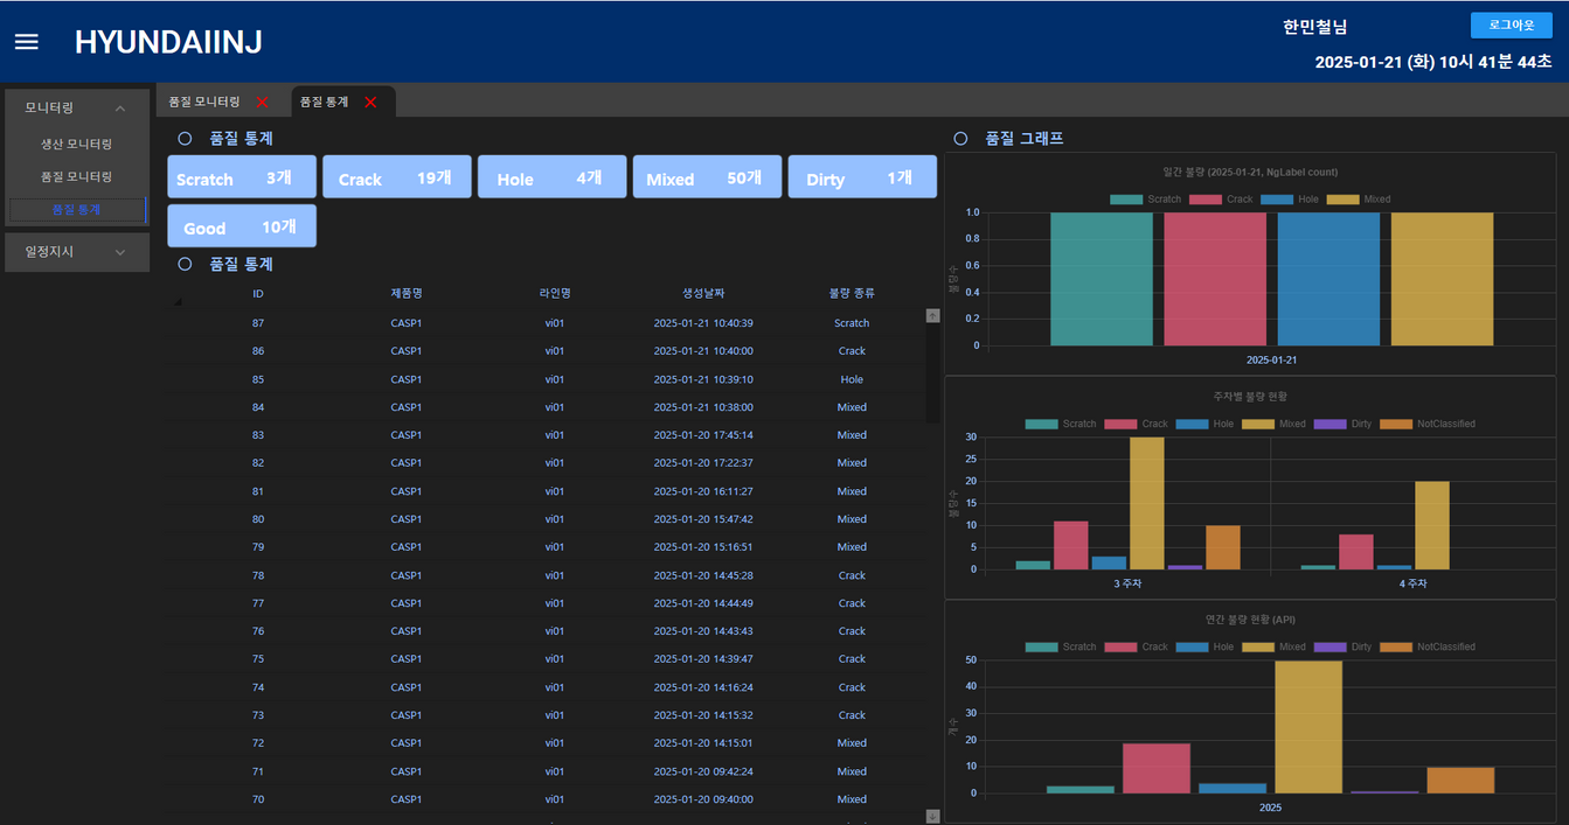 HYUNDAIINJ
한민철님
로그아웃
2025-01-21 (화) 10시 41분 44초
모니터링
생산 모니터링
품질 모니터링
품질 통계
일정지시
품질 모니터링
품질 통계
품질 통계
Scratch 3개
Crack 19개
Hole 4개
Mixed 50개
Dirty 1개
Good 10개
품질 통계
ID 제품명 라인명 생성날짜 불량 종류
87 CASP1 vi01 2025-01-21 10:40:39 Scratch
86 CASP1 vi01 2025-01-21 10:40:00 Crack
85 CASP1 vi01 2025-01-21 10:39:10 Hole
84 CASP1 vi01 2025-01-21 10:38:00 Mixed
83 CASP1 vi01 2025-01-20 17:45:14 Mixed
82 CASP1 vi01 2025-01-20 17:22:37 Mixed
81 CASP1 vi01 2025-01-20 16:11:27 Mixed
80 CASP1 vi01 2025-01-20 15:47:42 Mixed
79 CASP1 vi01 2025-01-20 15:16:51 Mixed
78 CASP1 vi01 2025-01-20 14:45:28 Crack
77 CASP1 vi01 2025-01-20 14:44:49 Crack
76 CASP1 vi01 2025-01-20 14:43:43 Crack
75 CASP1 vi01 2025-01-20 14:39:47 Crack
74 CASP1 vi01 2025-01-20 14:16:24 Crack
73 CASP1 vi01 2025-01-20 14:15:32 Crack
72 CASP1 vi01 2025-01-20 14:15:01 Mixed
71 CASP1 vi01 2025-01-20 09:42:24 Mixed
70 CASP1 vi01 2025-01-20 09:40:00 Mixed
품질 그래프
일간 불량 (2025-01-21, NgLabel count)
Scratch Crack Hole Mixed
불량수
1.0
0.8
0.6
0.4
0.2
0
2025-01-21
주차별 불량 현황
Scratch Crack Hole Mixed Dirty NotClassified
불량수
30
25
20
15
10
5
0
3 주차 4 주차
연간 불량 현황 (API)
Scratch Crack Hole Mixed Dirty NotClassified
개수
50
40
30
20
10
0
2025